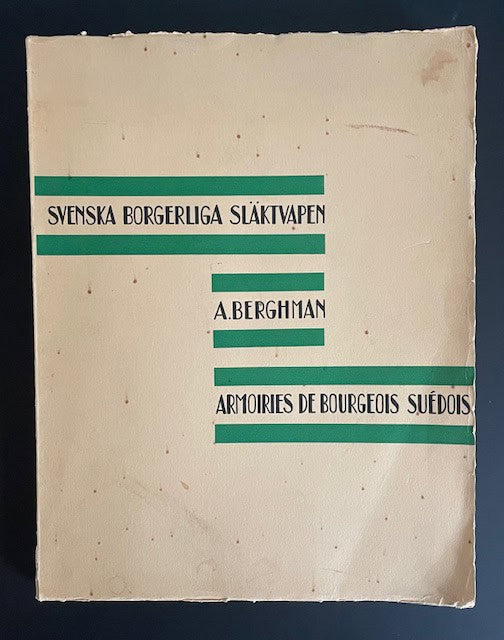 SVENSKA BORGERLIGA SLÄKTVAPEN
A.BERGHMAN
ARMOIRIES DE BOURGEOIS SUÉDOIS